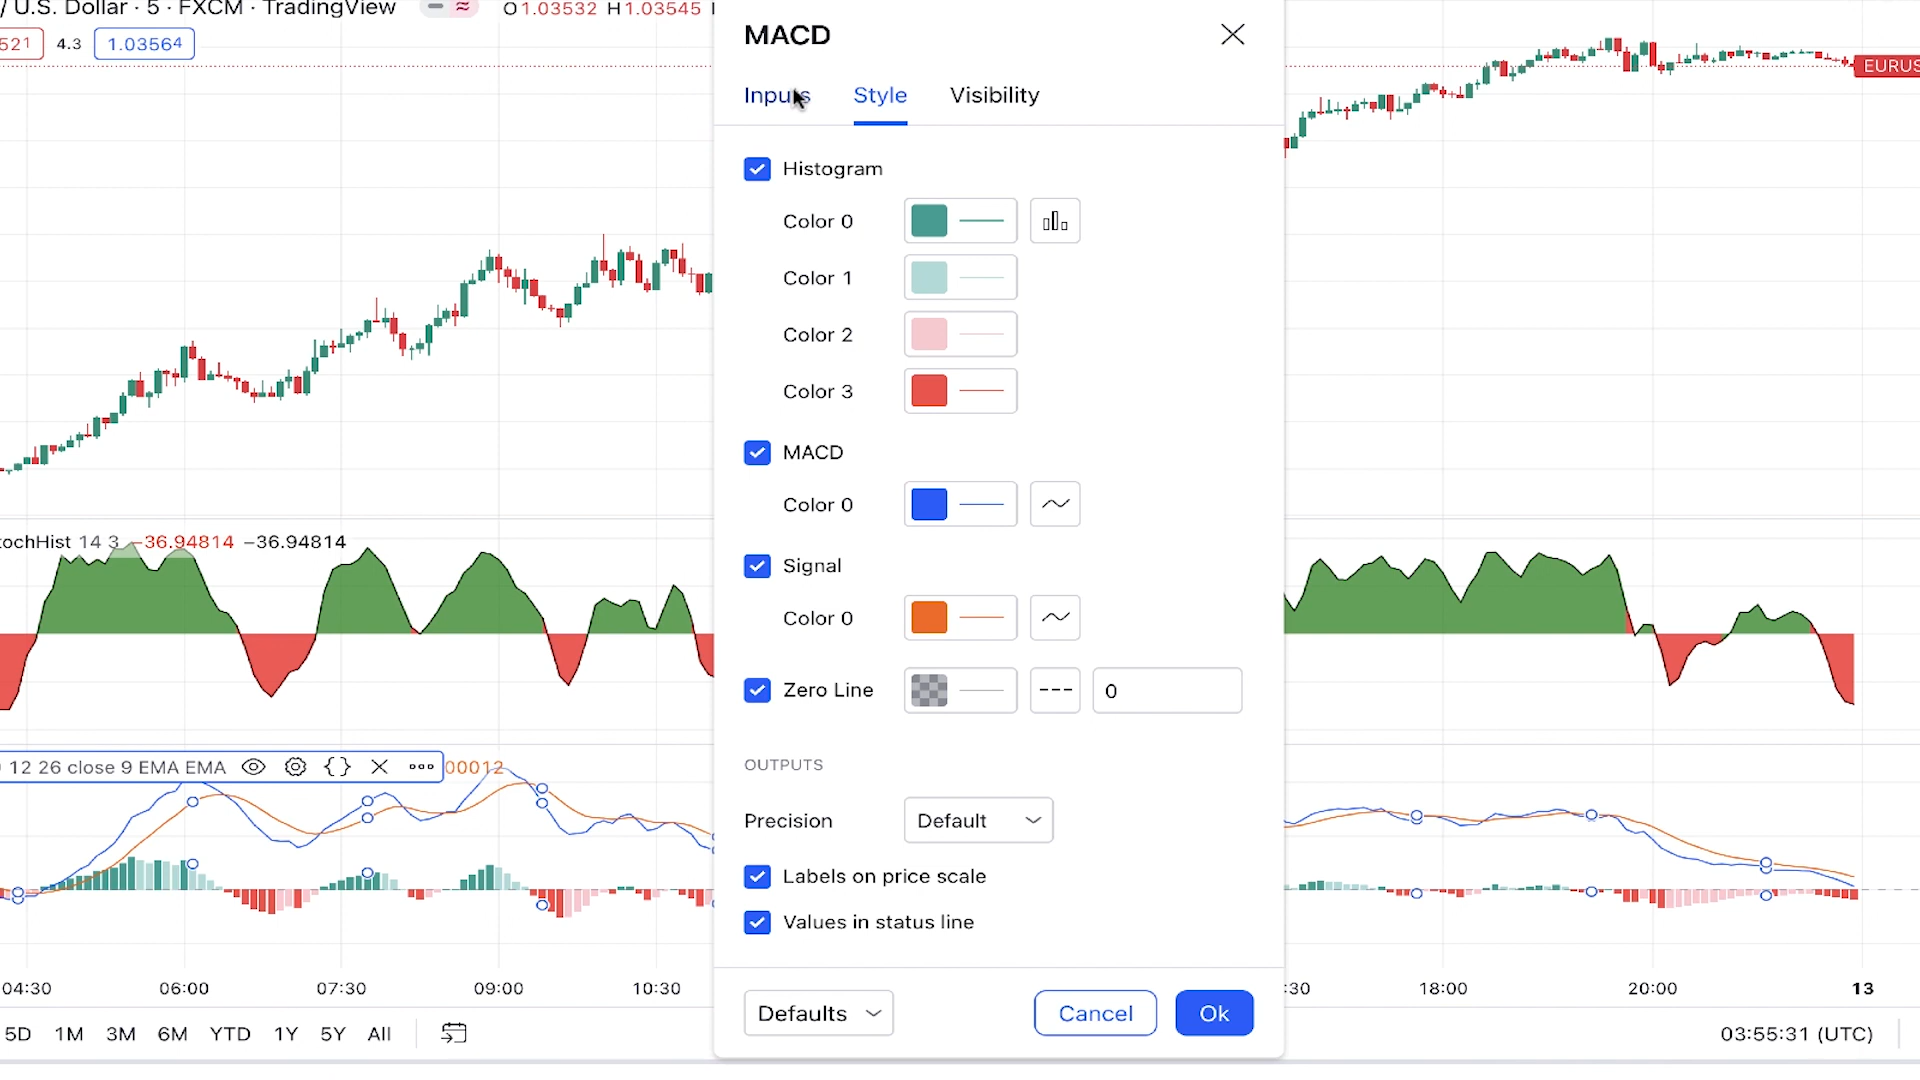 / U.S. Dollar · 5 · FXCM · TradingView O1.03532 H1.03545
521 4.3 1.03564
MACD
Inputs Style Visibility
EURUS
Histogram
Color 0
Color 1
Color 2
Color 3
MACD
Color 0
Signal
Color 0
Zero Line 0
OUTPUTS
Precision Default
Labels on price scale
Values in status line
Defaults Cancel Ok
tochHist 14 3 −36.94814 −36.94814
12 26 close 9 EMA EMA {} 00012
04:30 06:00 07:30 09:00 10:30 :30 18:00 20:00 13
5D 1M 3M 6M YTD 1Y 5Y All 03:55:31 (UTC)